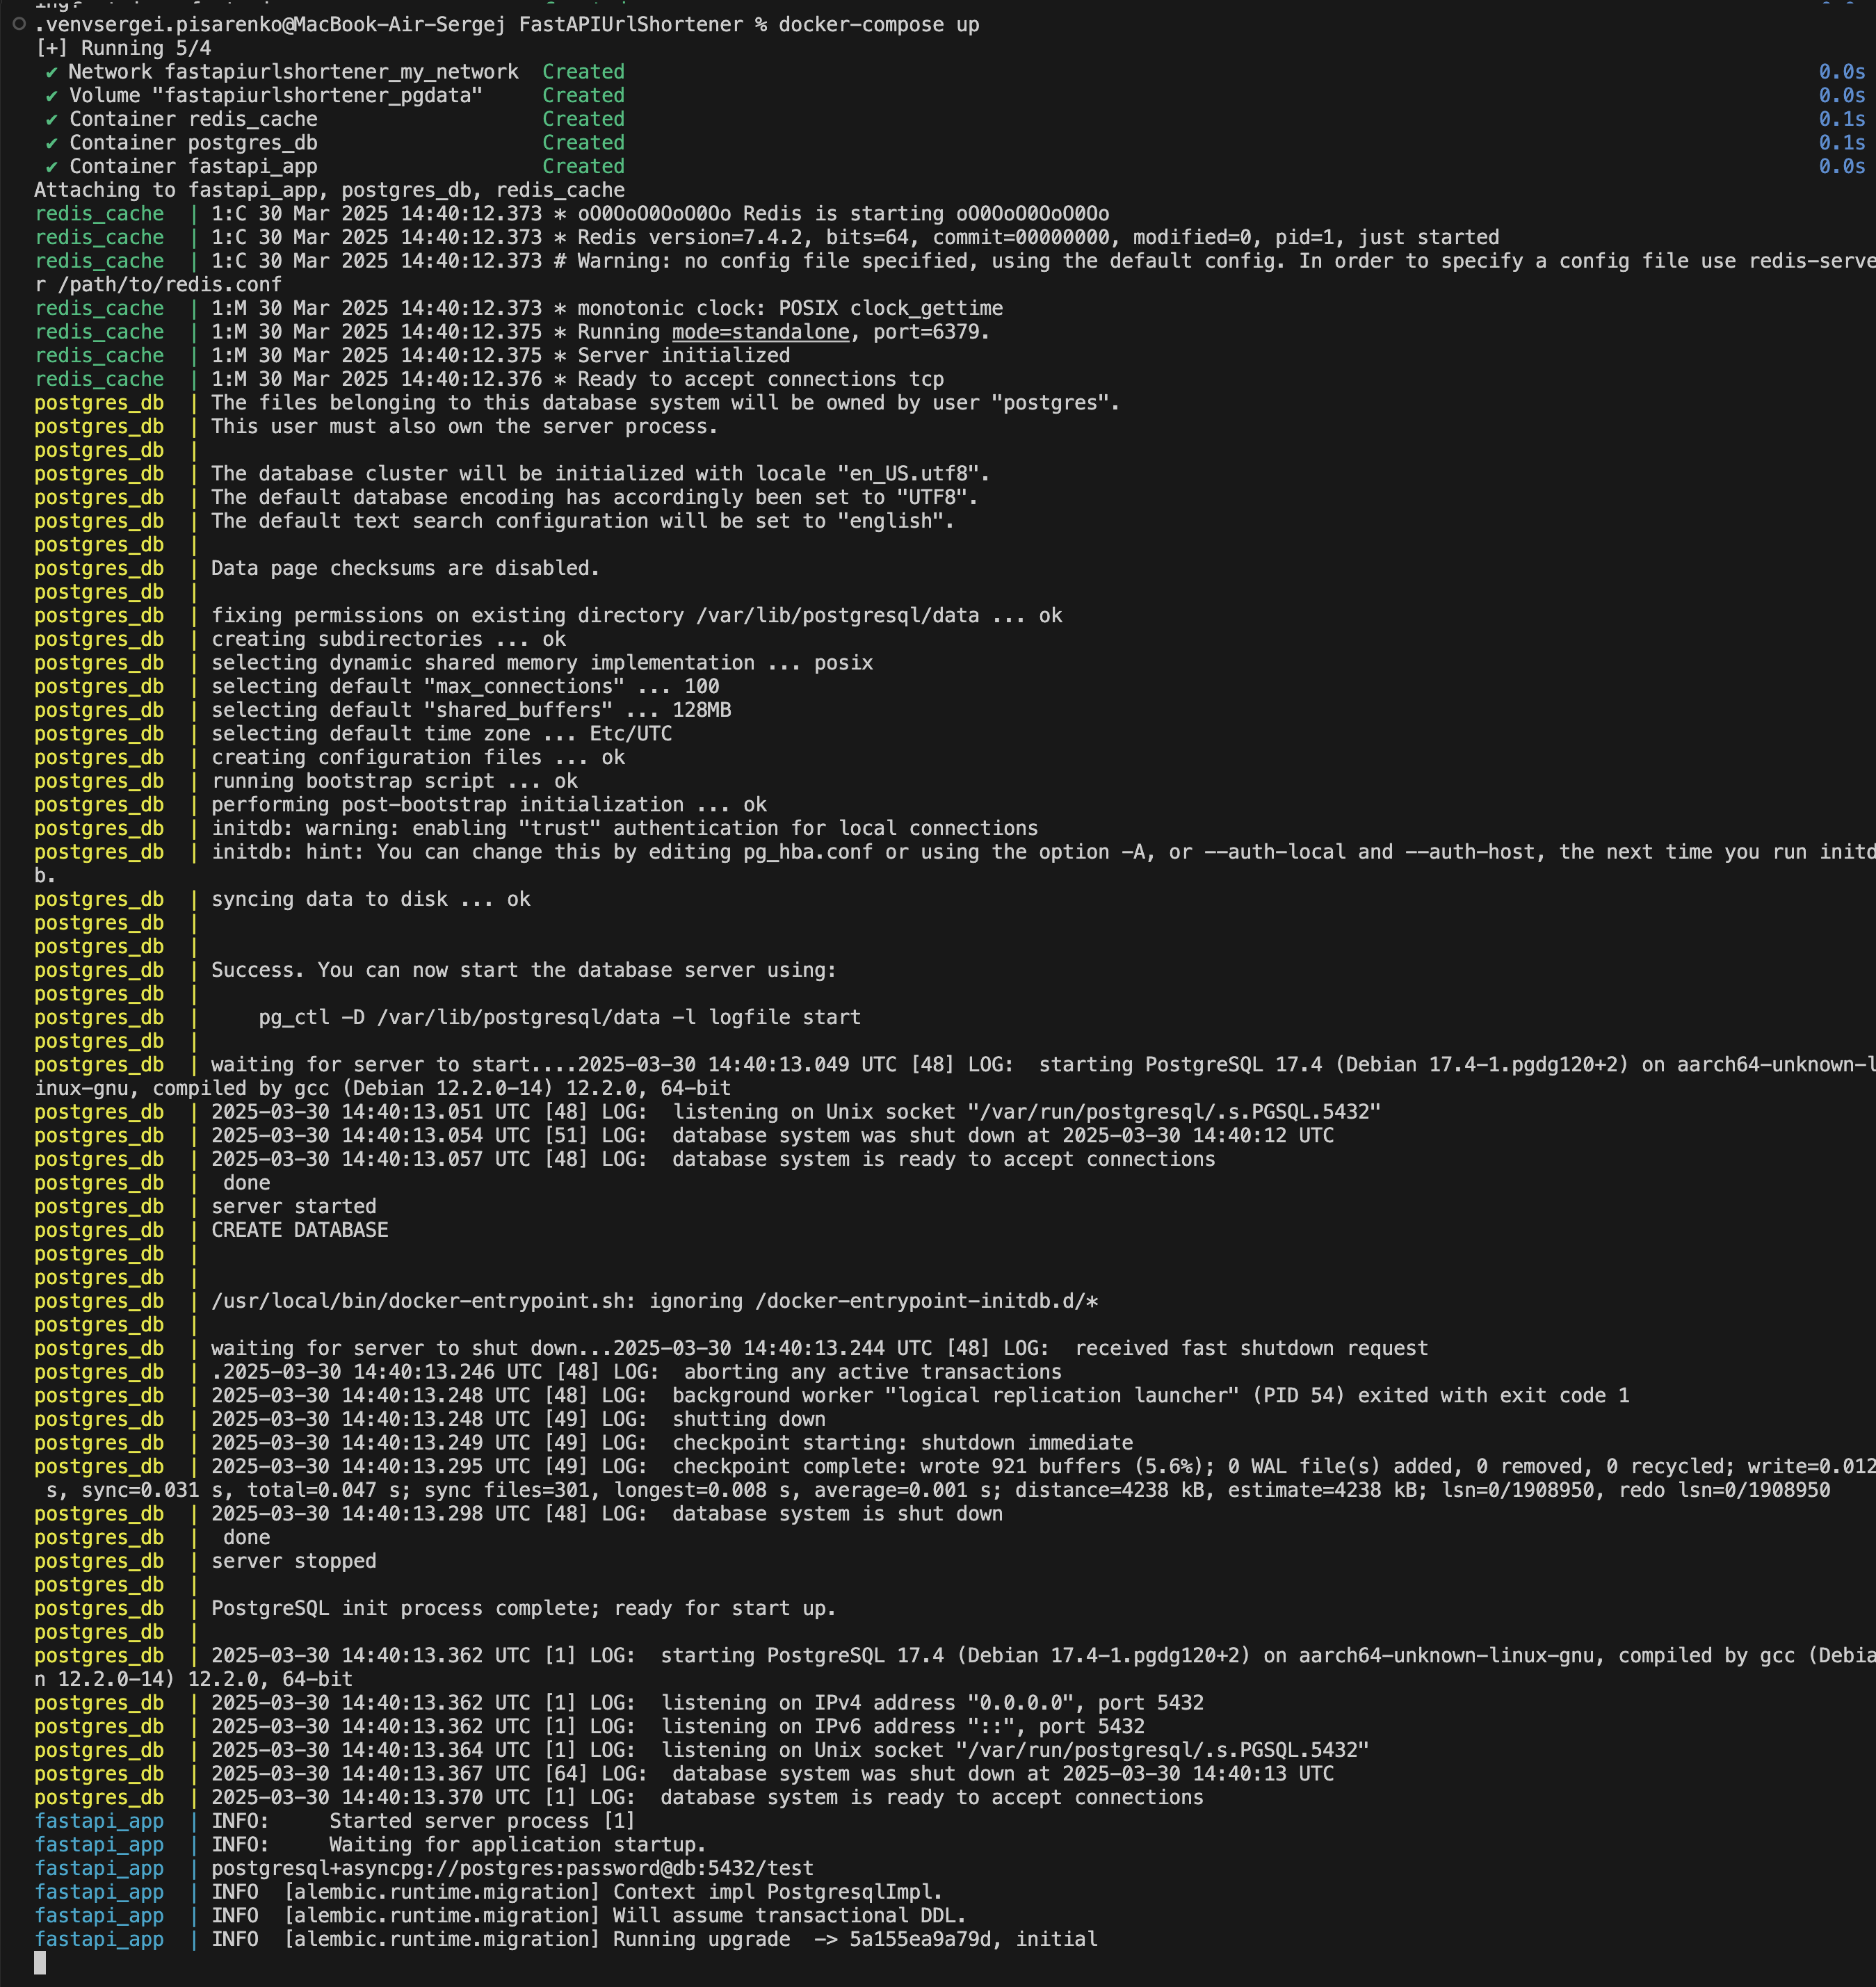 .venvsergei.pisarenko@MacBook-Air-Sergej FastAPIUrlShortener % docker-compose up
[+] Running 5/4
✔ Network fastapiurlshortener_my_network  Created 0.0s
✔ Volume "fastapiurlshortener_pgdata"  Created 0.0s
✔ Container redis_cache  Created 0.1s
✔ Container postgres_db  Created 0.1s
✔ Container fastapi_app  Created 0.0s
Attaching to fastapi_app, postgres_db, redis_cache
redis_cache  | 1:C 30 Mar 2025 14:40:12.373 * oO0OoO0OoO0Oo Redis is starting oO0OoO0OoO0Oo
redis_cache  | 1:C 30 Mar 2025 14:40:12.373 * Redis version=7.4.2, bits=64, commit=00000000, modified=0, pid=1, just started
redis_cache  | 1:C 30 Mar 2025 14:40:12.373 # Warning: no config file specified, using the default config. In order to specify a config file use redis-serve
r /path/to/redis.conf
redis_cache  | 1:M 30 Mar 2025 14:40:12.373 * monotonic clock: POSIX clock_gettime
redis_cache  | 1:M 30 Mar 2025 14:40:12.375 * Running mode=standalone, port=6379.
redis_cache  | 1:M 30 Mar 2025 14:40:12.375 * Server initialized
redis_cache  | 1:M 30 Mar 2025 14:40:12.376 * Ready to accept connections tcp
postgres_db  | The files belonging to this database system will be owned by user "postgres".
postgres_db  | This user must also own the server process.
postgres_db  |
postgres_db  | The database cluster will be initialized with locale "en_US.utf8".
postgres_db  | The default database encoding has accordingly been set to "UTF8".
postgres_db  | The default text search configuration will be set to "english".
postgres_db  |
postgres_db  | Data page checksums are disabled.
postgres_db  |
postgres_db  | fixing permissions on existing directory /var/lib/postgresql/data ... ok
postgres_db  | creating subdirectories ... ok
postgres_db  | selecting dynamic shared memory implementation ... posix
postgres_db  | selecting default "max_connections" ... 100
postgres_db  | selecting default "shared_buffers" ... 128MB
postgres_db  | selecting default time zone ... Etc/UTC
postgres_db  | creating configuration files ... ok
postgres_db  | running bootstrap script ... ok
postgres_db  | performing post-bootstrap initialization ... ok
postgres_db  | initdb: warning: enabling "trust" authentication for local connections
postgres_db  | initdb: hint: You can change this by editing pg_hba.conf or using the option -A, or --auth-local and --auth-host, the next time you run initd
b.
postgres_db  | syncing data to disk ... ok
postgres_db  |
postgres_db  |
postgres_db  | Success. You can now start the database server using:
postgres_db  |
postgres_db  |     pg_ctl -D /var/lib/postgresql/data -l logfile start
postgres_db  |
postgres_db  | waiting for server to start....2025-03-30 14:40:13.049 UTC [48] LOG:  starting PostgreSQL 17.4 (Debian 17.4-1.pgdg120+2) on aarch64-unknown-l
inux-gnu, compiled by gcc (Debian 12.2.0-14) 12.2.0, 64-bit
postgres_db  | 2025-03-30 14:40:13.051 UTC [48] LOG:  listening on Unix socket "/var/run/postgresql/.s.PGSQL.5432"
postgres_db  | 2025-03-30 14:40:13.054 UTC [51] LOG:  database system was shut down at 2025-03-30 14:40:12 UTC
postgres_db  | 2025-03-30 14:40:13.057 UTC [48] LOG:  database system is ready to accept connections
postgres_db  |  done
postgres_db  | server started
postgres_db  | CREATE DATABASE
postgres_db  |
postgres_db  |
postgres_db  | /usr/local/bin/docker-entrypoint.sh: ignoring /docker-entrypoint-initdb.d/*
postgres_db  |
postgres_db  | waiting for server to shut down...2025-03-30 14:40:13.244 UTC [48] LOG:  received fast shutdown request
postgres_db  | .2025-03-30 14:40:13.246 UTC [48] LOG:  aborting any active transactions
postgres_db  | 2025-03-30 14:40:13.248 UTC [48] LOG:  background worker "logical replication launcher" (PID 54) exited with exit code 1
postgres_db  | 2025-03-30 14:40:13.248 UTC [49] LOG:  shutting down
postgres_db  | 2025-03-30 14:40:13.249 UTC [49] LOG:  checkpoint starting: shutdown immediate
postgres_db  | 2025-03-30 14:40:13.295 UTC [49] LOG:  checkpoint complete: wrote 921 buffers (5.6%); 0 WAL file(s) added, 0 removed, 0 recycled; write=0.012
 s, sync=0.031 s, total=0.047 s; sync files=301, longest=0.008 s, average=0.001 s; distance=4238 kB, estimate=4238 kB; lsn=0/1908950, redo lsn=0/1908950
postgres_db  | 2025-03-30 14:40:13.298 UTC [48] LOG:  database system is shut down
postgres_db  |  done
postgres_db  | server stopped
postgres_db  |
postgres_db  | PostgreSQL init process complete; ready for start up.
postgres_db  |
postgres_db  | 2025-03-30 14:40:13.362 UTC [1] LOG:  starting PostgreSQL 17.4 (Debian 17.4-1.pgdg120+2) on aarch64-unknown-linux-gnu, compiled by gcc (Debia
n 12.2.0-14) 12.2.0, 64-bit
postgres_db  | 2025-03-30 14:40:13.362 UTC [1] LOG:  listening on IPv4 address "0.0.0.0", port 5432
postgres_db  | 2025-03-30 14:40:13.362 UTC [1] LOG:  listening on IPv6 address "::", port 5432
postgres_db  | 2025-03-30 14:40:13.364 UTC [1] LOG:  listening on Unix socket "/var/run/postgresql/.s.PGSQL.5432"
postgres_db  | 2025-03-30 14:40:13.367 UTC [64] LOG:  database system was shut down at 2025-03-30 14:40:13 UTC
postgres_db  | 2025-03-30 14:40:13.370 UTC [1] LOG:  database system is ready to accept connections
fastapi_app  | INFO:     Started server process [1]
fastapi_app  | INFO:     Waiting for application startup.
fastapi_app  | postgresql+asyncpg://postgres:password@db:5432/test
fastapi_app  | INFO  [alembic.runtime.migration] Context impl PostgresqlImpl.
fastapi_app  | INFO  [alembic.runtime.migration] Will assume transactional DDL.
fastapi_app  | INFO  [alembic.runtime.migration] Running upgrade  -> 5a155ea9a79d, initial